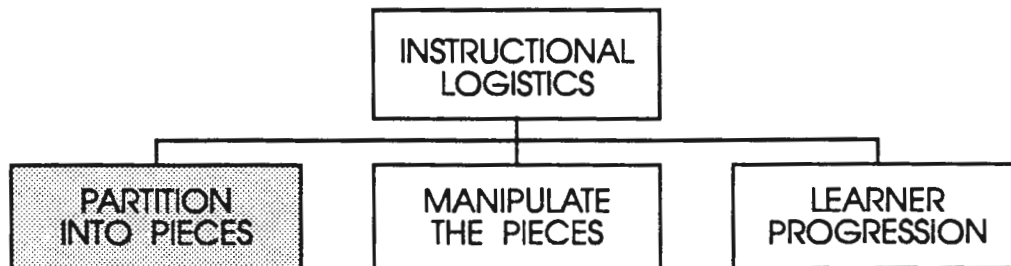 INSTRUCTIONAL
LOGISTICS
PARTITION
INTO PIECES
MANIPULATE
THE PIECES
LEARNER
PROGRESSION